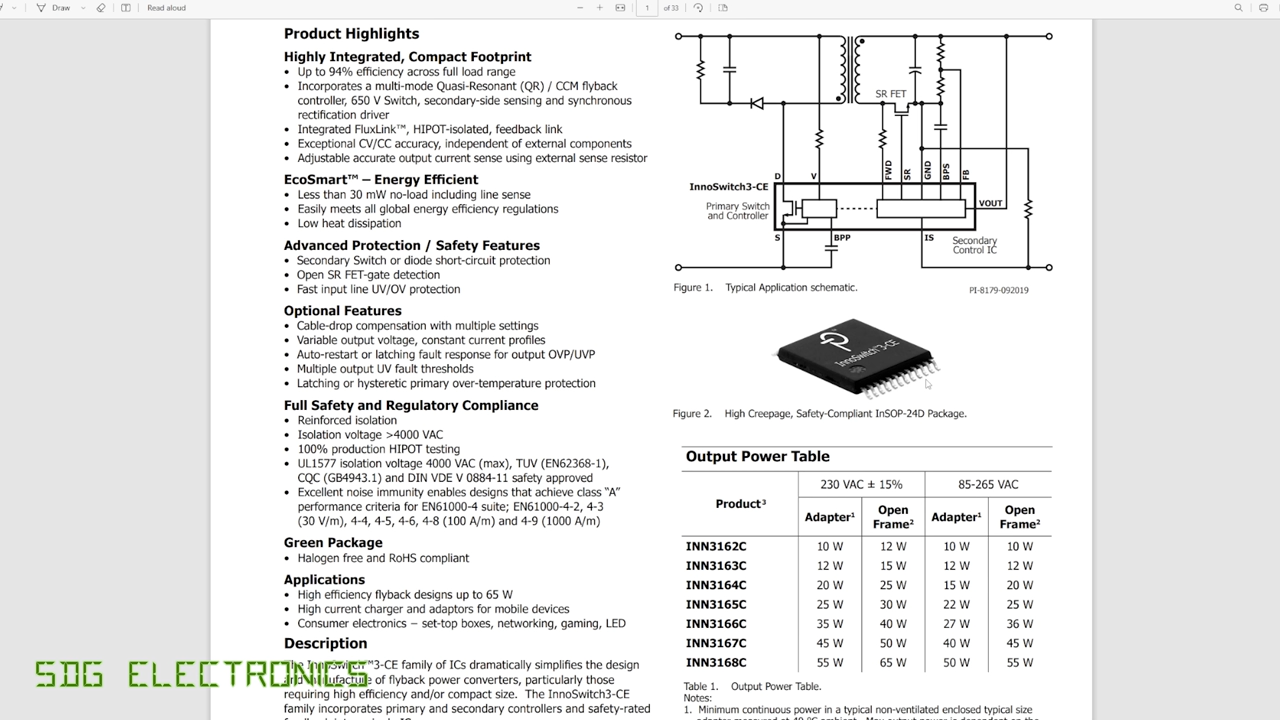 Draw
Read aloud
1 of 33
Product Highlights
Highly Integrated, Compact Footprint
• Up to 94% efficiency across full load range
• Incorporates a multi-mode Quasi-Resonant (QR) / CCM flyback
controller, 650 V Switch, secondary-side sensing and synchronous
rectification driver
• Integrated FluxLink™, HIPOT-isolated, feedback link
• Exceptional CV/CC accuracy, independent of external components
• Adjustable accurate output current sense using external sense resistor
EcoSmart™ – Energy Efficient
• Less than 30 mW no-load including line sense
• Easily meets all global energy efficiency regulations
• Low heat dissipation
Advanced Protection / Safety Features
• Secondary Switch or diode short-circuit protection
• Open SR FET-gate detection
• Fast input line UV/OV protection
Optional Features
• Cable-drop compensation with multiple settings
• Variable output voltage, constant current profiles
• Auto-restart or latching fault response for output OVP/UVP
• Multiple output UV fault thresholds
• Latching or hysteretic primary over-temperature protection
Full Safety and Regulatory Compliance
• Reinforced isolation
• Isolation voltage >4000 VAC
• 100% production HIPOT testing
• UL1577 isolation voltage 4000 VAC (max), TUV (EN62368-1),
CQC (GB4943.1) and DIN VDE V 0884-11 safety approved
• Excellent noise immunity enables designs that achieve class “A”
performance criteria for EN61000-4 suite; EN61000-4-2, 4-3
(30 V/m), 4-4, 4-5, 4-6, 4-8 (100 A/m) and 4-9 (1000 A/m)
Green Package
• Halogen free and RoHS compliant
Applications
• High efficiency flyback designs up to 65 W
• High current charger and adaptors for mobile devices
• Consumer electronics – set-top boxes, networking, gaming, LED
Description
The InnoSwitch™3-CE family of ICs dramatically simplifies the design
and manufacture of flyback power converters, particularly those
requiring high efficiency and/or compact size. The InnoSwitch3-CE
family incorporates primary and secondary controllers and safety-rated
SDG ELECTRONICS
SR FET
D V FWD SR GND BPS FB
InnoSwitch3-CE
Primary Switch
and Controller
VOUT
S BPP IS
Secondary
Control IC
Figure 1. Typical Application schematic.
PI-8179-092019
InnoSwitch™3-CE
Figure 2. High Creepage, Safety-Compliant InSOP-24D Package.
Output Power Table
Product³ 230 VAC ± 15% 85-265 VAC
Adapter¹ Open Frame² Adapter¹ Open Frame²
INN3162C 10 W 12 W 10 W 10 W
INN3163C 12 W 15 W 12 W 12 W
INN3164C 20 W 25 W 15 W 20 W
INN3165C 25 W 30 W 22 W 25 W
INN3166C 35 W 40 W 27 W 36 W
INN3167C 45 W 50 W 40 W 45 W
INN3168C 55 W 65 W 50 W 55 W
Table 1. Output Power Table.
Notes:
1. Minimum continuous power in a typical non-ventilated enclosed typical size